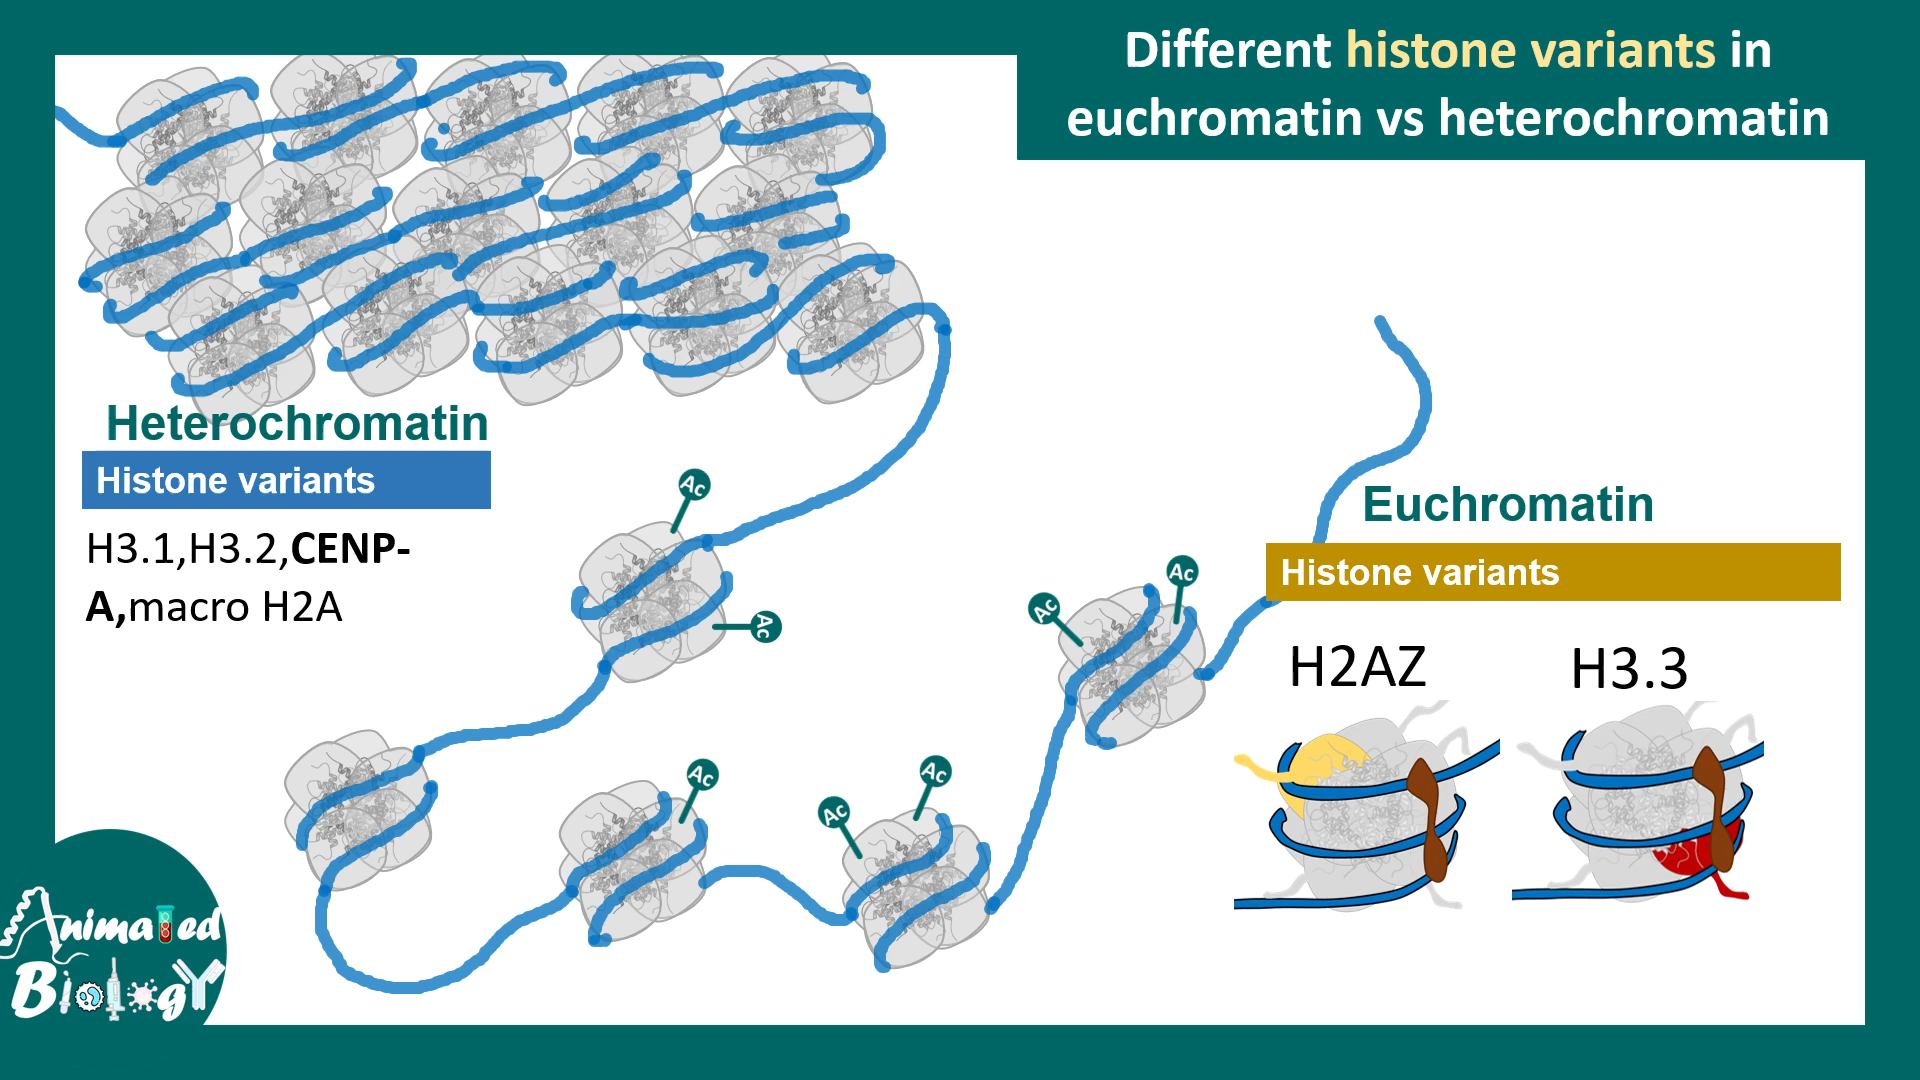 Different histone variants in
euchromatin vs heterochromatin
Heterochromatin
Histone variants
H3.1,H3.2,CENP-
A,macro H2A
Ac
Ac
Ac
Ac
Ac
Ac
Ac
Euchromatin
Histone variants
H2AZ
H3.3
Animated
Biology